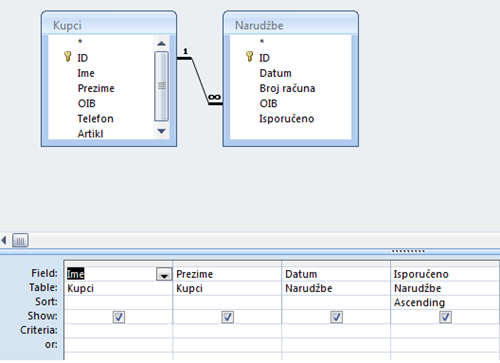 Kupci
*
ID
Ime
Prezime
OIB
Telefon
Artikl
1
∞
Narudžbe
*
ID
Datum
Broj računa
OIB
Isporučeno
Field: Ime Prezime Datum Isporučeno
Table: Kupci Kupci Narudžbe Narudžbe
Sort: Ascending
Show:
Criteria:
or: